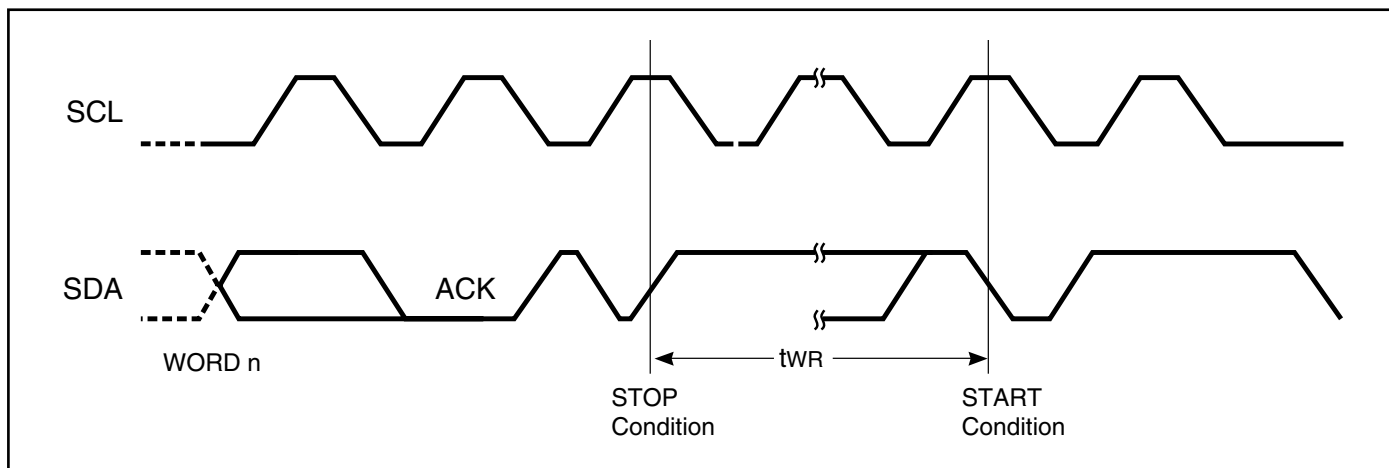 SCL
SDA
ACK
WORD n
tWR
STOP
Condition
START
Condition